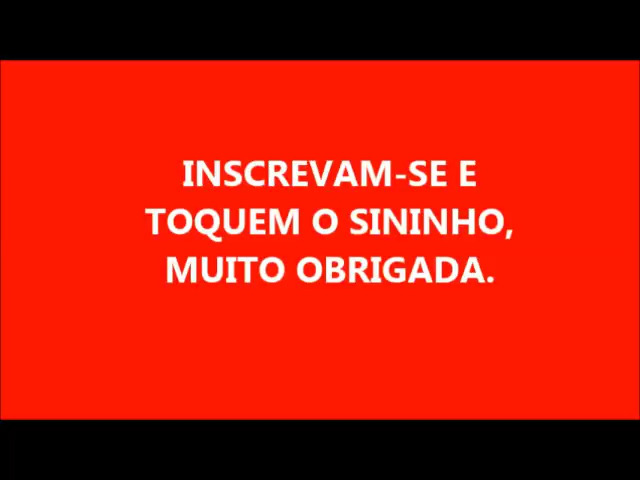 INSCREVAM-SE E
TOQUEM O SININHO,
MUITO OBRIGADA.